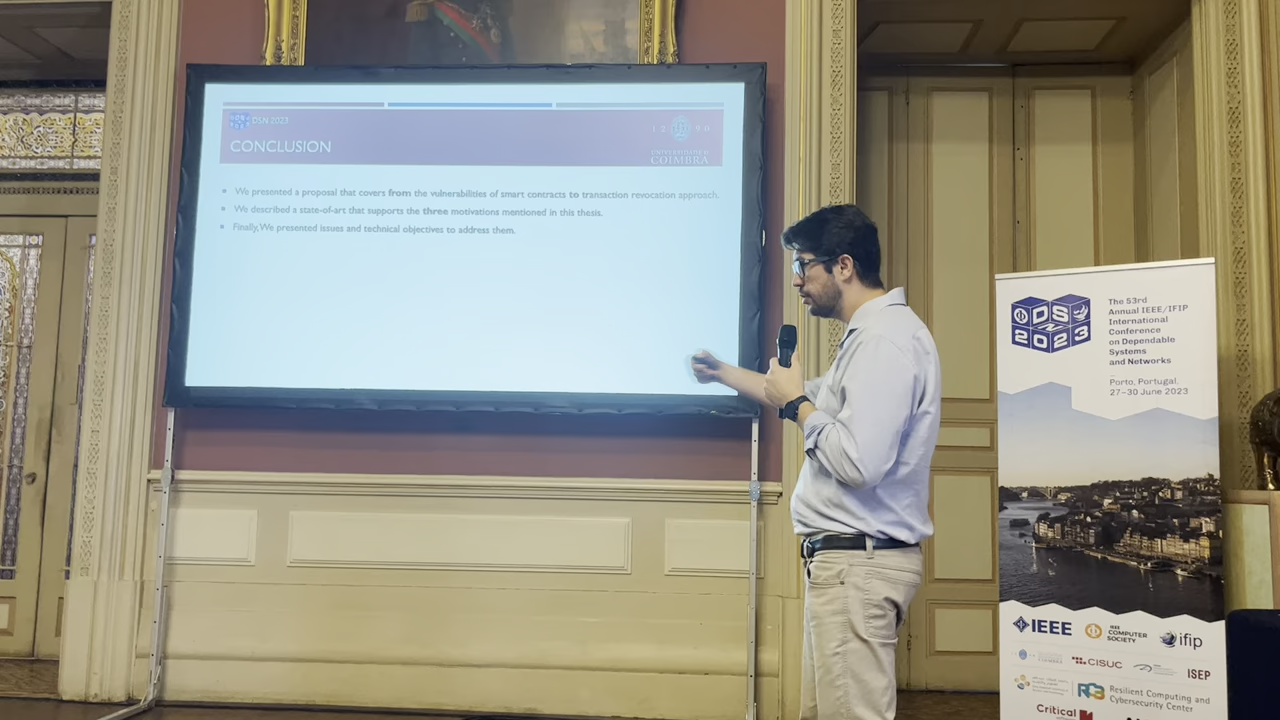 DSN 2023
CONCLUSION
1 2 9 0
UNIVERSIDADE D
COIMBRA
We presented a proposal that covers from the vulnerabilities of smart contracts to transaction revocation approach.
We described a state-of-art that supports the three motivations mentioned in this thesis.
Finally, We presented issues and technical objectives to address them.
DSN
2023
The 53rd
Annual IEEE/IFIP
International
Conference
on Dependable
Systems
and Networks
Porto, Portugal,
27–30 June 2023
IEEE
IEEE
COMPUTER
SOCIETY
ifip
CISUC
ISEP
Resilient Computing and
Cybersecurity Center
Critical